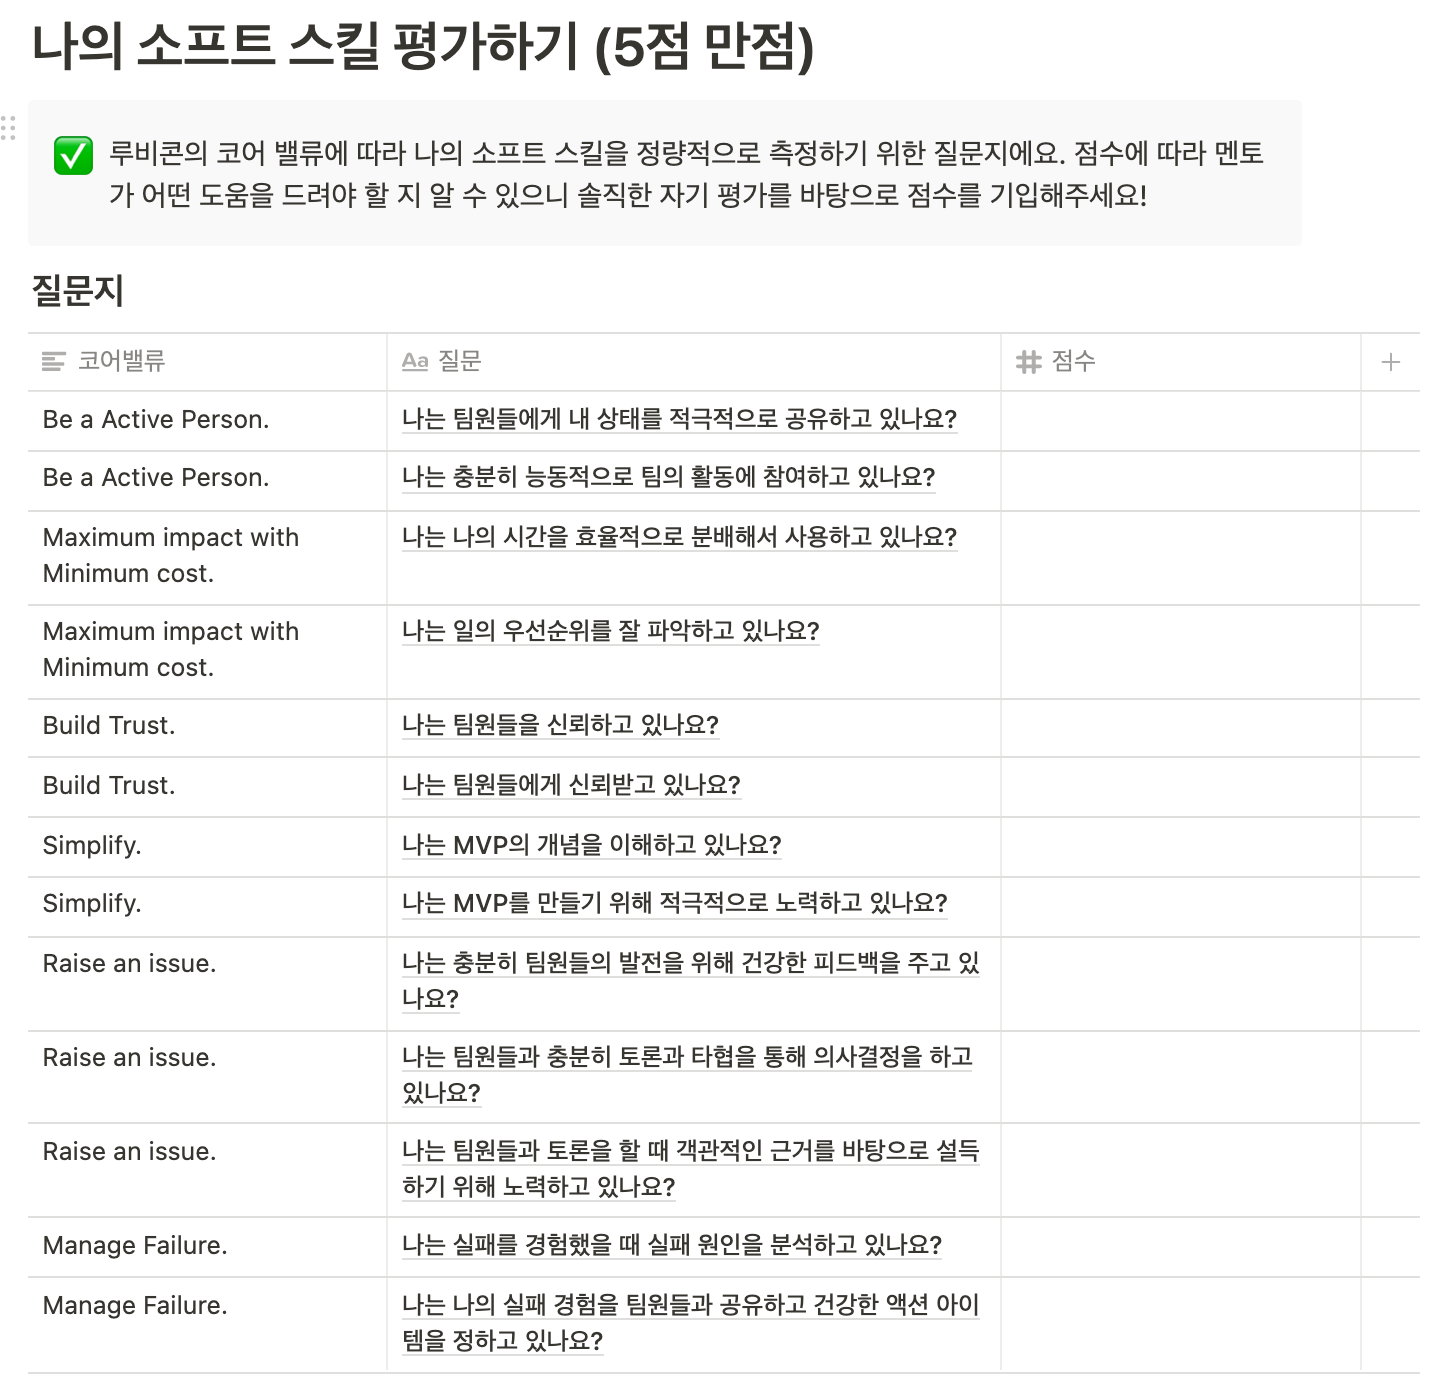 나의 소프트 스킬 평가하기 (5점 만점)
루비콘의 코어 밸류에 따라 나의 소프트 스킬을 정량적으로 측정하기 위한 질문지에요. 점수에 따라 멘토
가 어떤 도움을 드려야 할 지 알 수 있으니 솔직한 자기 평가를 바탕으로 점수를 기입해주세요!
질문지
코어밸류 Aa 질문 점수
Be a Active Person. 나는 팀원들에게 내 상태를 적극적으로 공유하고 있나요?
Be a Active Person. 나는 충분히 능동적으로 팀의 활동에 참여하고 있나요?
Maximum impact with 나는 나의 시간을 효율적으로 분배해서 사용하고 있나요?
Minimum cost.
Maximum impact with 나는 일의 우선순위를 잘 파악하고 있나요?
Minimum cost.
Build Trust. 나는 팀원들을 신뢰하고 있나요?
Build Trust. 나는 팀원들에게 신뢰받고 있나요?
Simplify. 나는 MVP의 개념을 이해하고 있나요?
Simplify. 나는 MVP를 만들기 위해 적극적으로 노력하고 있나요?
Raise an issue. 나는 충분히 팀원들의 발전을 위해 건강한 피드백을 주고 있
나요?
Raise an issue. 나는 팀원들과 충분히 토론과 타협을 통해 의사결정을 하고
있나요?
Raise an issue. 나는 팀원들과 토론을 할 때 객관적인 근거를 바탕으로 설득
하기 위해 노력하고 있나요?
Manage Failure. 나는 실패를 경험했을 때 실패 원인을 분석하고 있나요?
Manage Failure. 나는 나의 실패 경험을 팀원들과 공유하고 건강한 액션 아이
템을 정하고 있나요?